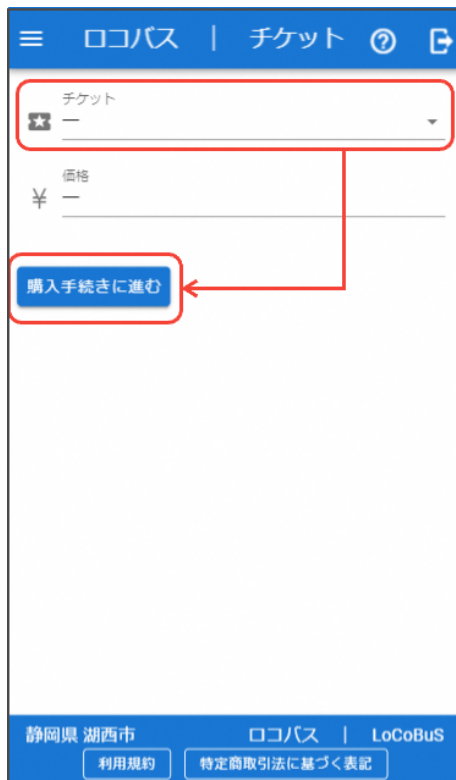 ロコバス ｜ チケット
チケット
—
価格
¥ —
購入手続きに進む
静岡県 湖西市 ロコバス ｜ LoCoBuS
利用規約 特定商取引法に基づく表記